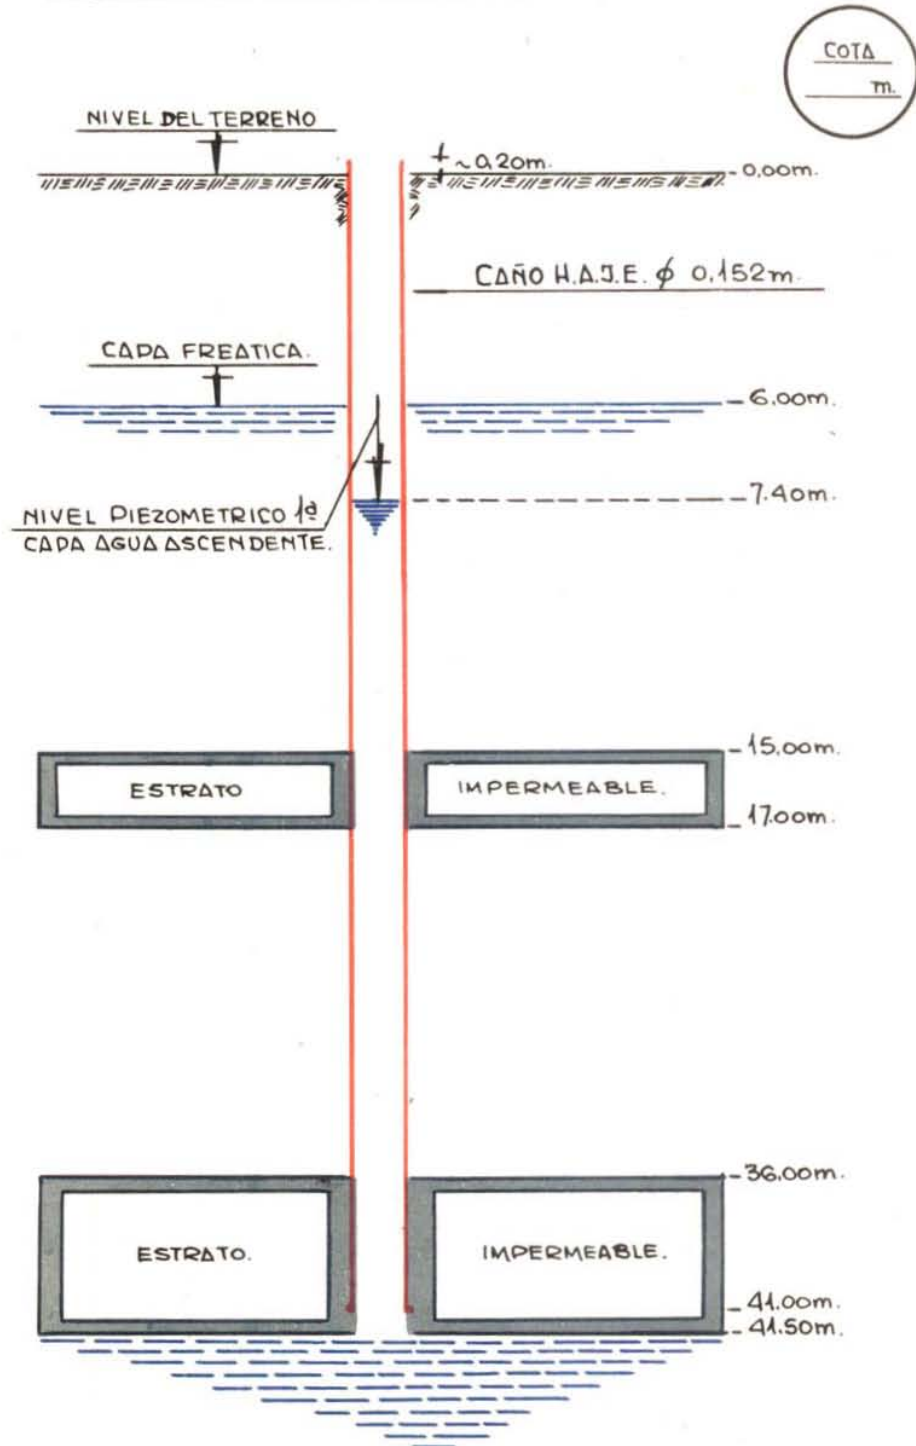 COTA
m.
NIVEL DEL TERRENO
+ ~0,20m.
-0,00m.
CAÑO H.A.J.E. ϕ 0,152m.
CAPA FREATICA.
-6.00m.
-7.40m.
NIVEL PIEZOMETRICO 1ª
CAPA AGUA ASCENDENTE.
-15.00m.
ESTRATO
IMPERMEABLE.
-17.00m.
-36.00m.
ESTRATO.
IMPERMEABLE.
-41.00m.
-41.50m.